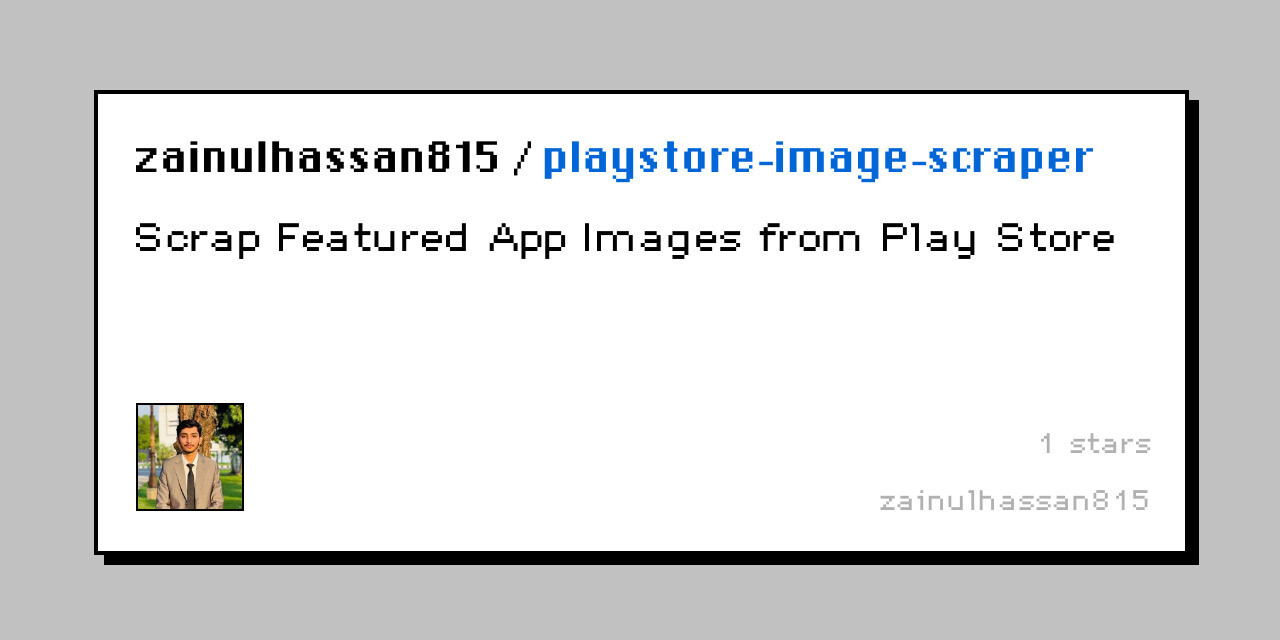 zainulhassan815 / playstore-image-scraper
Scrap Featured App Images from Play Store
1 stars
zainulhassan815